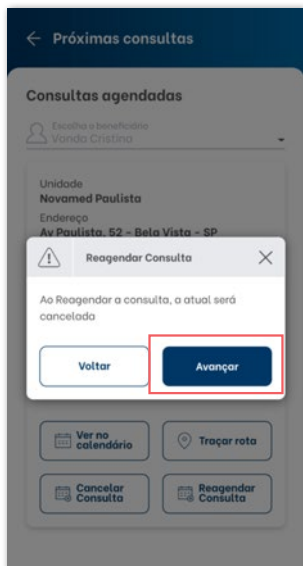 Próximas consultas
Consultas agendadas
Escolha o beneficiário
Vanda Cristina
Unidade
Novamed Paulista
Endereço
Av Paulista, 52 - Bela Vista - SP
Reagendar Consulta
Ao Reagendar a consulta, a atual será
cancelada
Voltar
Avançar
Ver no
calendário
Traçar rota
Cancelar
Consulta
Reagendar
Consulta